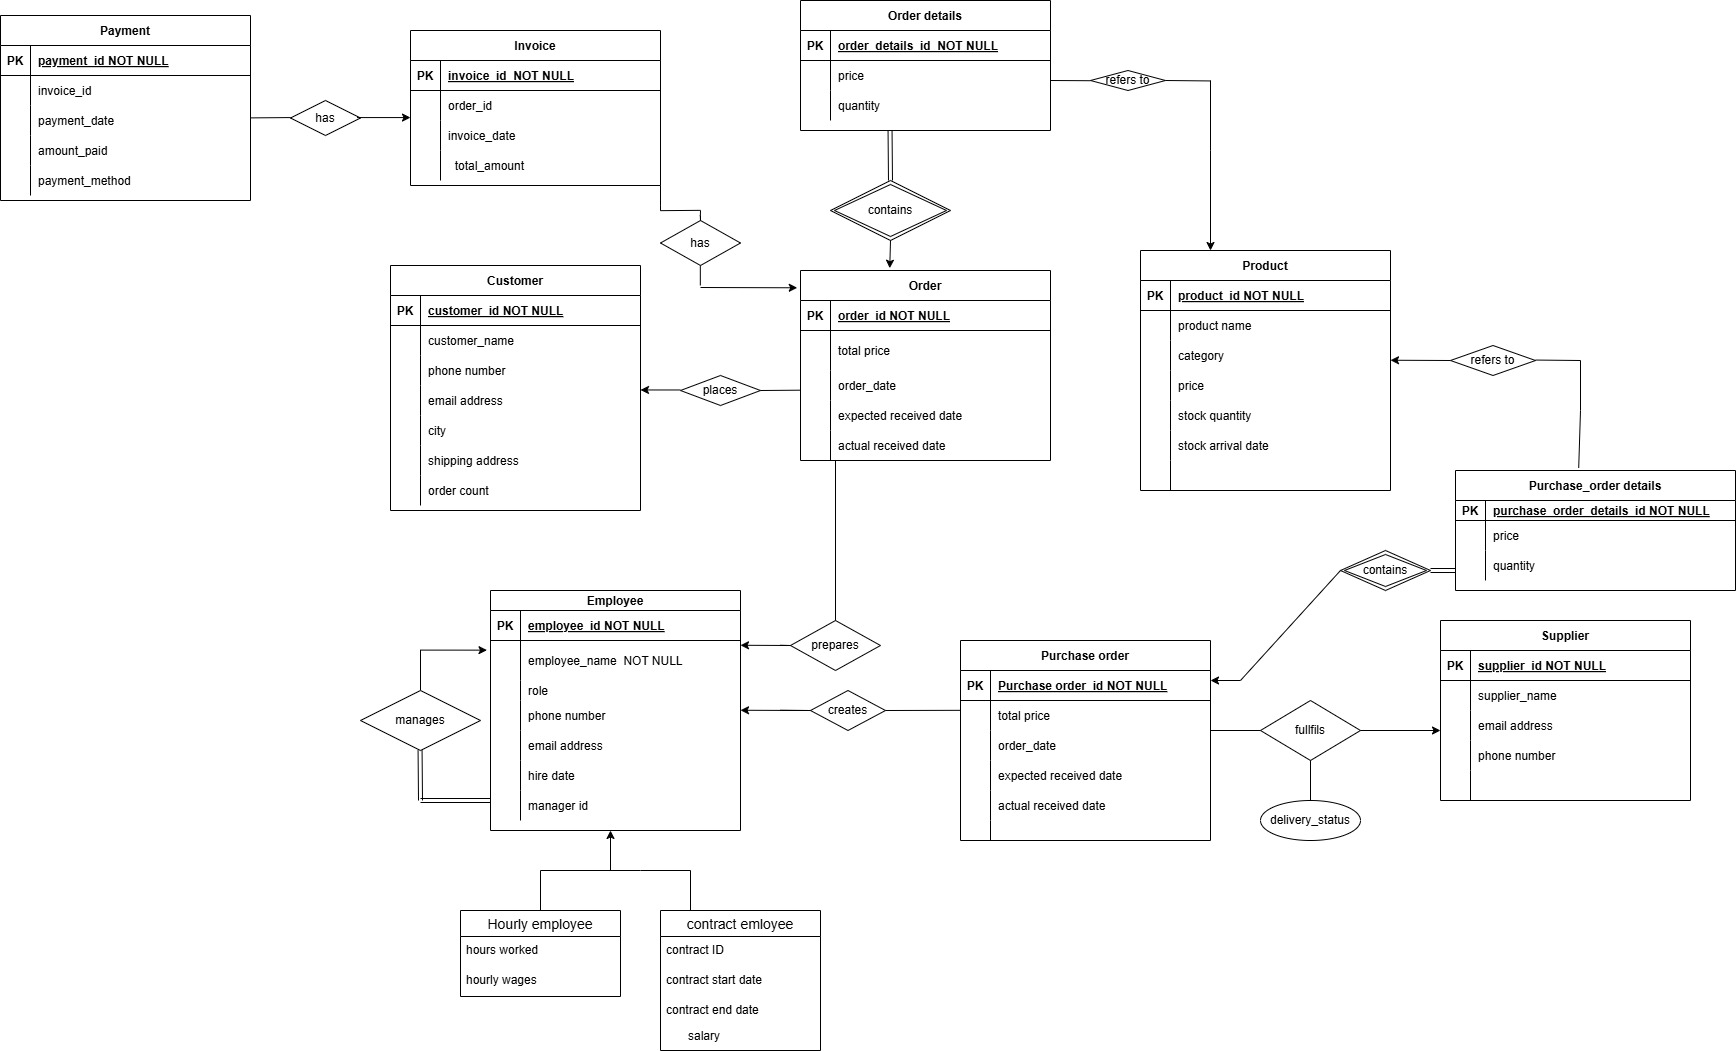 Payment
PK payment_id NOT NULL
invoice_id
payment_date
amount_paid
payment_method
has
Invoice
PK invoice_id NOT NULL
order_id
invoice_date
total_amount
has
Order details
PK order_details_id NOT NULL
price
quantity
refers to
contains
Customer
PK customer_id NOT NULL
customer_name
phone number
email address
city
shipping address
order count
places
Order
PK order_id NOT NULL
total price
order_date
expected received date
actual received date
Product
PK product_id NOT NULL
product name
category
price
stock quantity
stock arrival date
refers to
Purchase_order details
PK purchase_order_details_id NOT NULL
price
quantity
contains
Employee
PK employee_id NOT NULL
employee_name NOT NULL
role
phone number
email address
hire date
manager id
manages
prepares
creates
Purchase order
PK Purchase order_id NOT NULL
total price
order_date
expected received date
actual received date
fullfils
delivery_status
Supplier
PK supplier_id NOT NULL
supplier_name
email address
phone number
Hourly employee
hours worked
hourly wages
contract emloyee
contract ID
contract start date
contract end date
salary